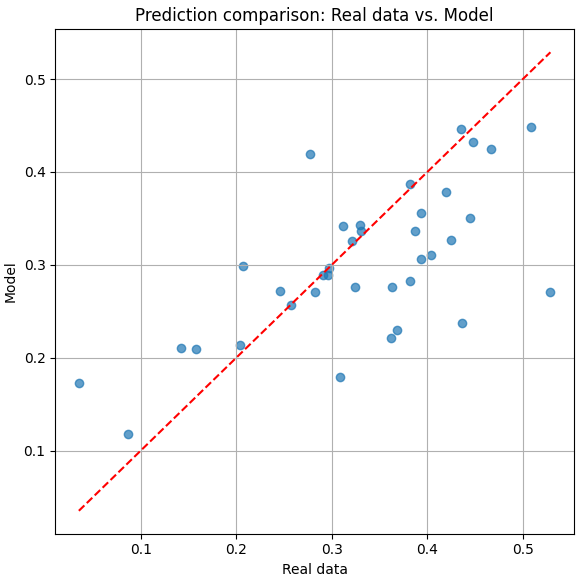 Prediction comparison: Real data vs. Model
0.5
0.4
0.3
0.2
0.1
Model
0.1 0.2 0.3 0.4 0.5
Real data